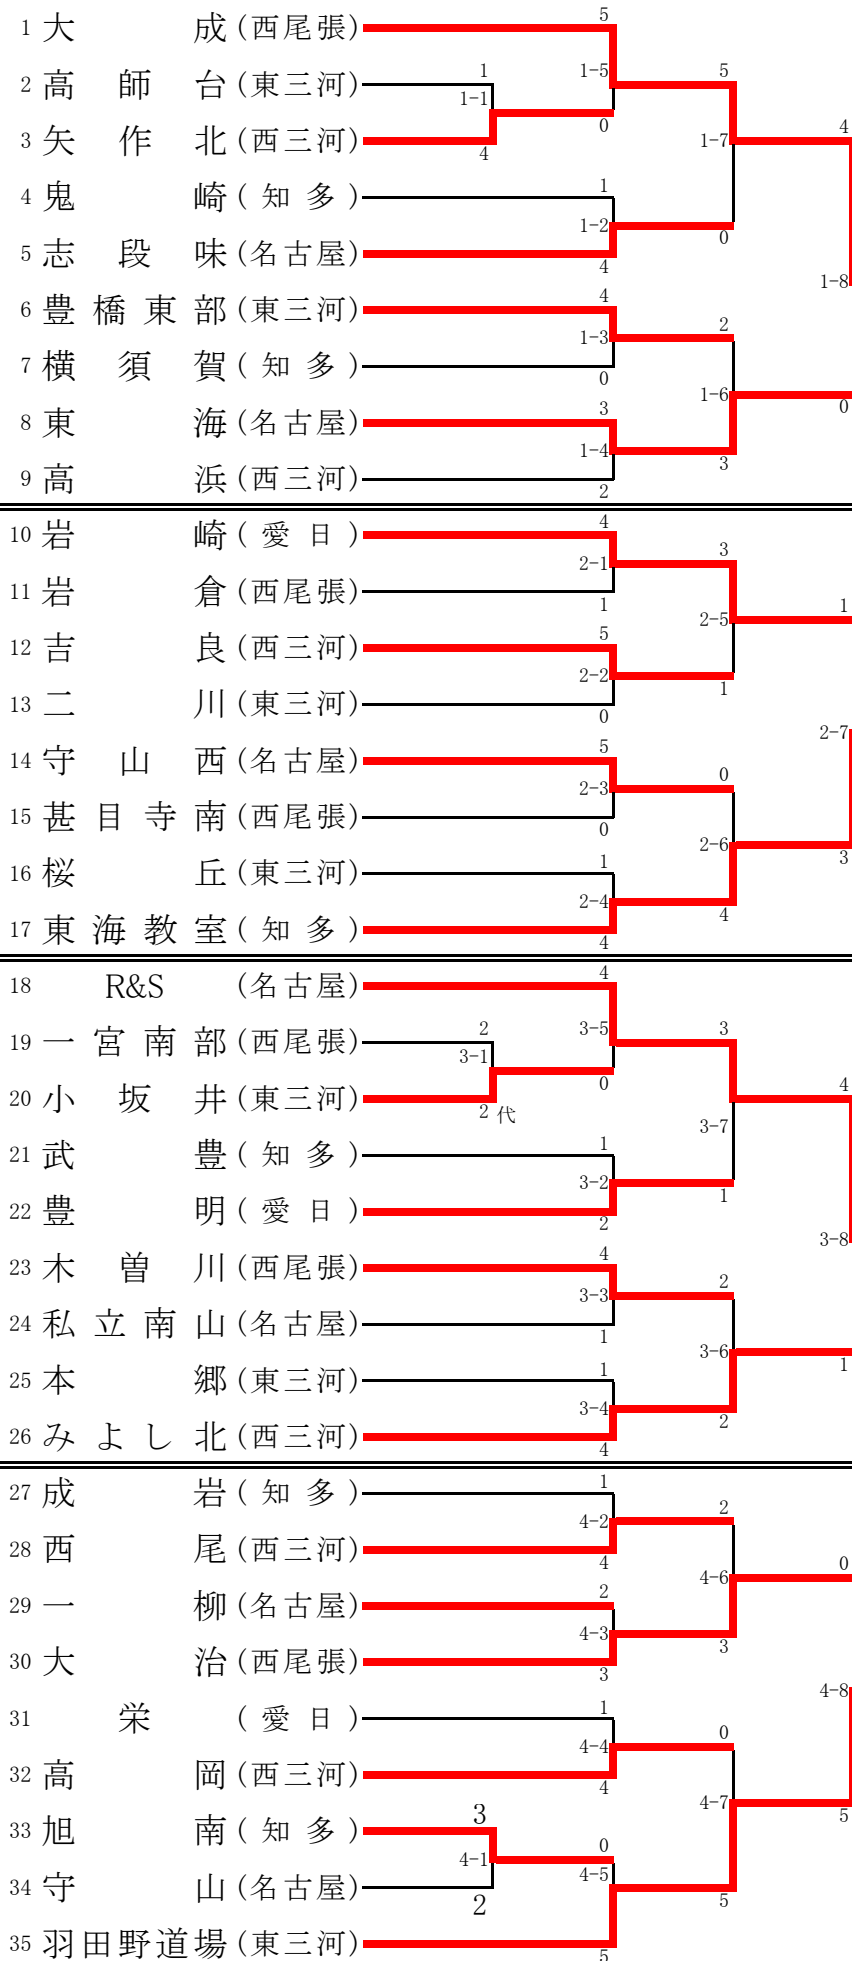 5
1 大成(西尾張)
1 1-5 5
2 高師台(東三河)
1-1
0 4
3 矢作北(西三河) 1-7
4
1
4 鬼崎(知多)
1-2
0
5 志段味(名古屋)
4
1-8
4
6 豊橋東部(東三河)
2
1-3
7 横須賀(知多)
0
1-6
3 0
8 東海(名古屋)
1-4
3
9 高浜(西三河)
2
4
10 岩崎(愛日)
3
2-1
11 岩倉(西尾張)
1 1
2-5
5
12 吉良(西三河)
2-2
1
13 二川(東三河)
0
2-7
5
14 守山西(名古屋)
0
2-3
15 甚目寺南(西尾張)
0
2-6
3
1
16 桜丘(東三河)
2-4
4
17 東海教室(知多)
4
4
18 R&S(名古屋)
2 3-5 3
19 一宮南部(西尾張)
3-1
0 4
20 小坂井(東三河)
2 代
3-7
1
21 武豊(知多)
3-2
1
22 豊明(愛日)
2
3-8
4
23 木曽川(西尾張)
2
3-3
24 私立南山(名古屋)
1
3-6
1
1
25 本郷(東三河)
3-4
2
26 みよし北(西三河)
4
1
27 成岩(知多)
2
4-2
28 西尾(西三河)
4 0
4-6
2
29 一柳(名古屋)
4-3
3
30 大治(西尾張)
3
4-8
1
31 栄(愛日)
0
4-4
32 高岡(西三河)
4
4-7
3 5
33 旭南(知多)
0
4-1
4-5
34 守山(名古屋)
2 5
35 羽田野道場(東三河)
5